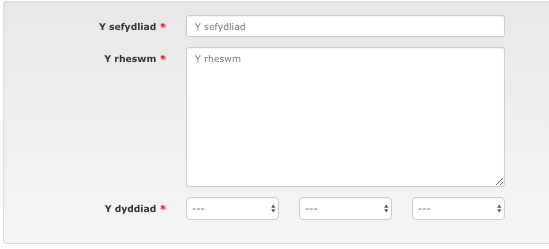 Y sefydliad * Y sefydliad
Y rheswm * Y rheswm
Y dyddiad * --- --- ---